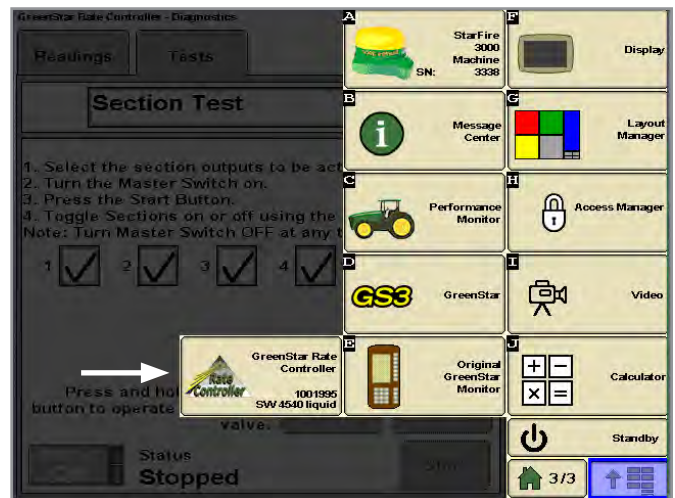 GreenStar Rate Controller - Diagnostics
Readings
Tests
Section Test
1. Select the section outputs to be act
2. Turn the Master Switch on.
3. Press the Start Button.
4. Toggle Sections on or off using the
Note: Turn Master Switch OFF at any t
1
2
3
4
Press and hol
button to operate
valve.
Status
Stopped
A
StarFire
3000
Machine
SN: 3338
B
Message
Center
C
Performance
Monitor
D
GS3
GreenStar
E
Original
GreenStar
Monitor
Rate
Controller
GreenStar Rate
Controller
1001995
SW4540 liquid
F
Display
G
Layout
Manager
H
Access Manager
I
Video
J
Calculator
Standby
3/3